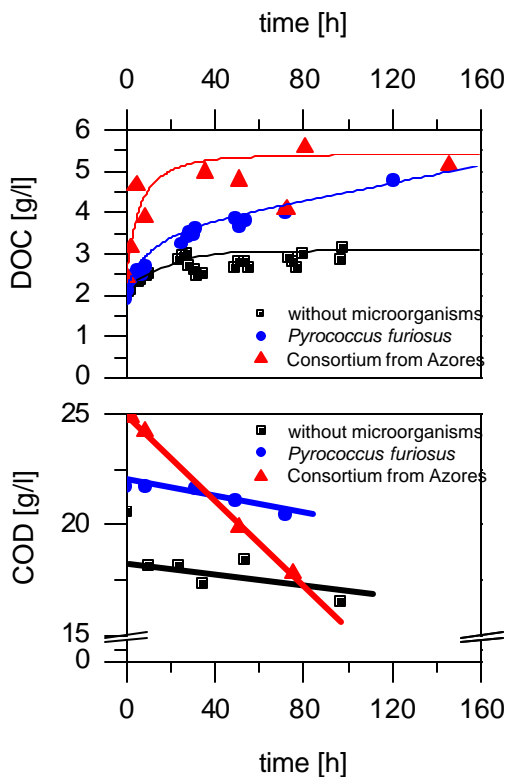 time [h]
0 40 80 120 160
6
5
4
3
2
1
0
DOC [g/l]
without microorganisms
Pyrococcus furiosus
Consortium from Azores
25
20
15
0
COD [g/l]
without microorganisms
Pyrococcus furiosus
Consortium from Azores
0 40 80 120 160
time [h]